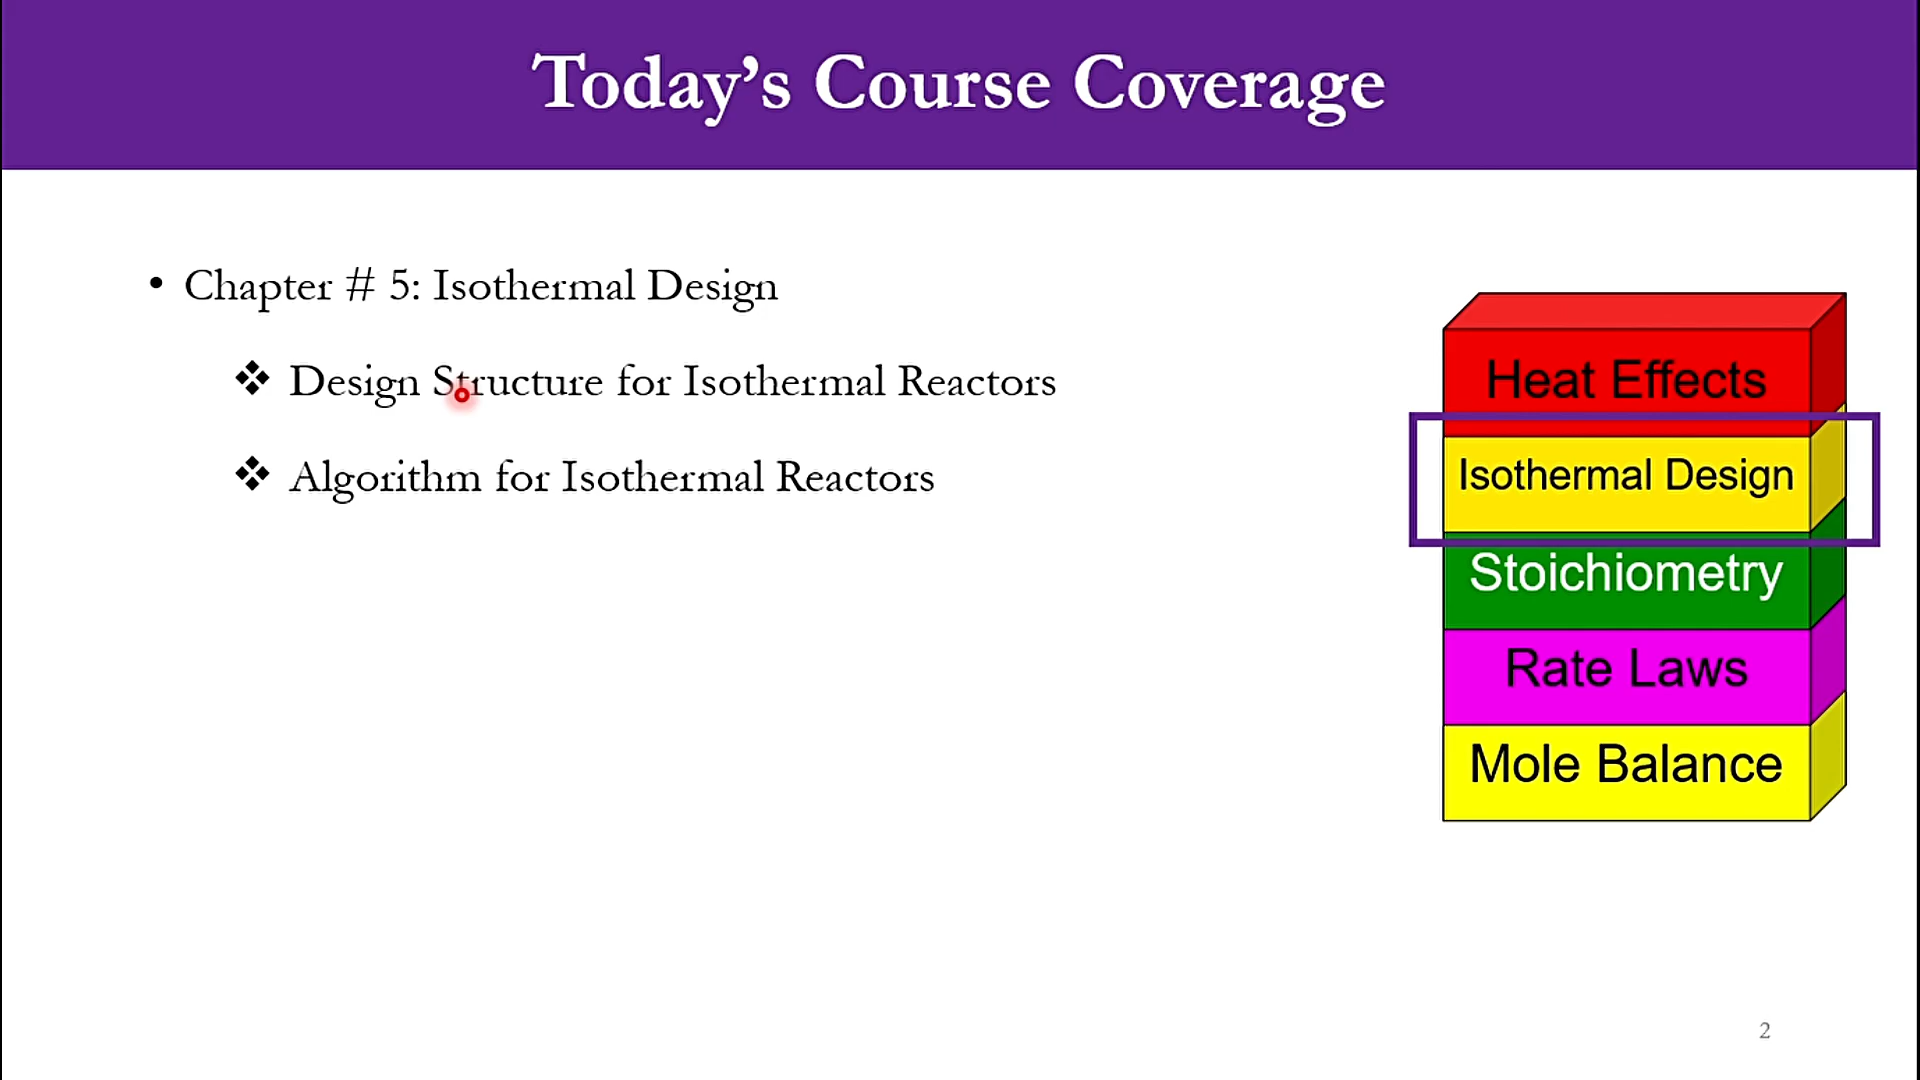 Today’s Course Coverage
• Chapter # 5: Isothermal Design
❖ Design Structure for Isothermal Reactors
❖ Algorithm for Isothermal Reactors
Heat Effects
Isothermal Design
Stoichiometry
Rate Laws
Mole Balance
2